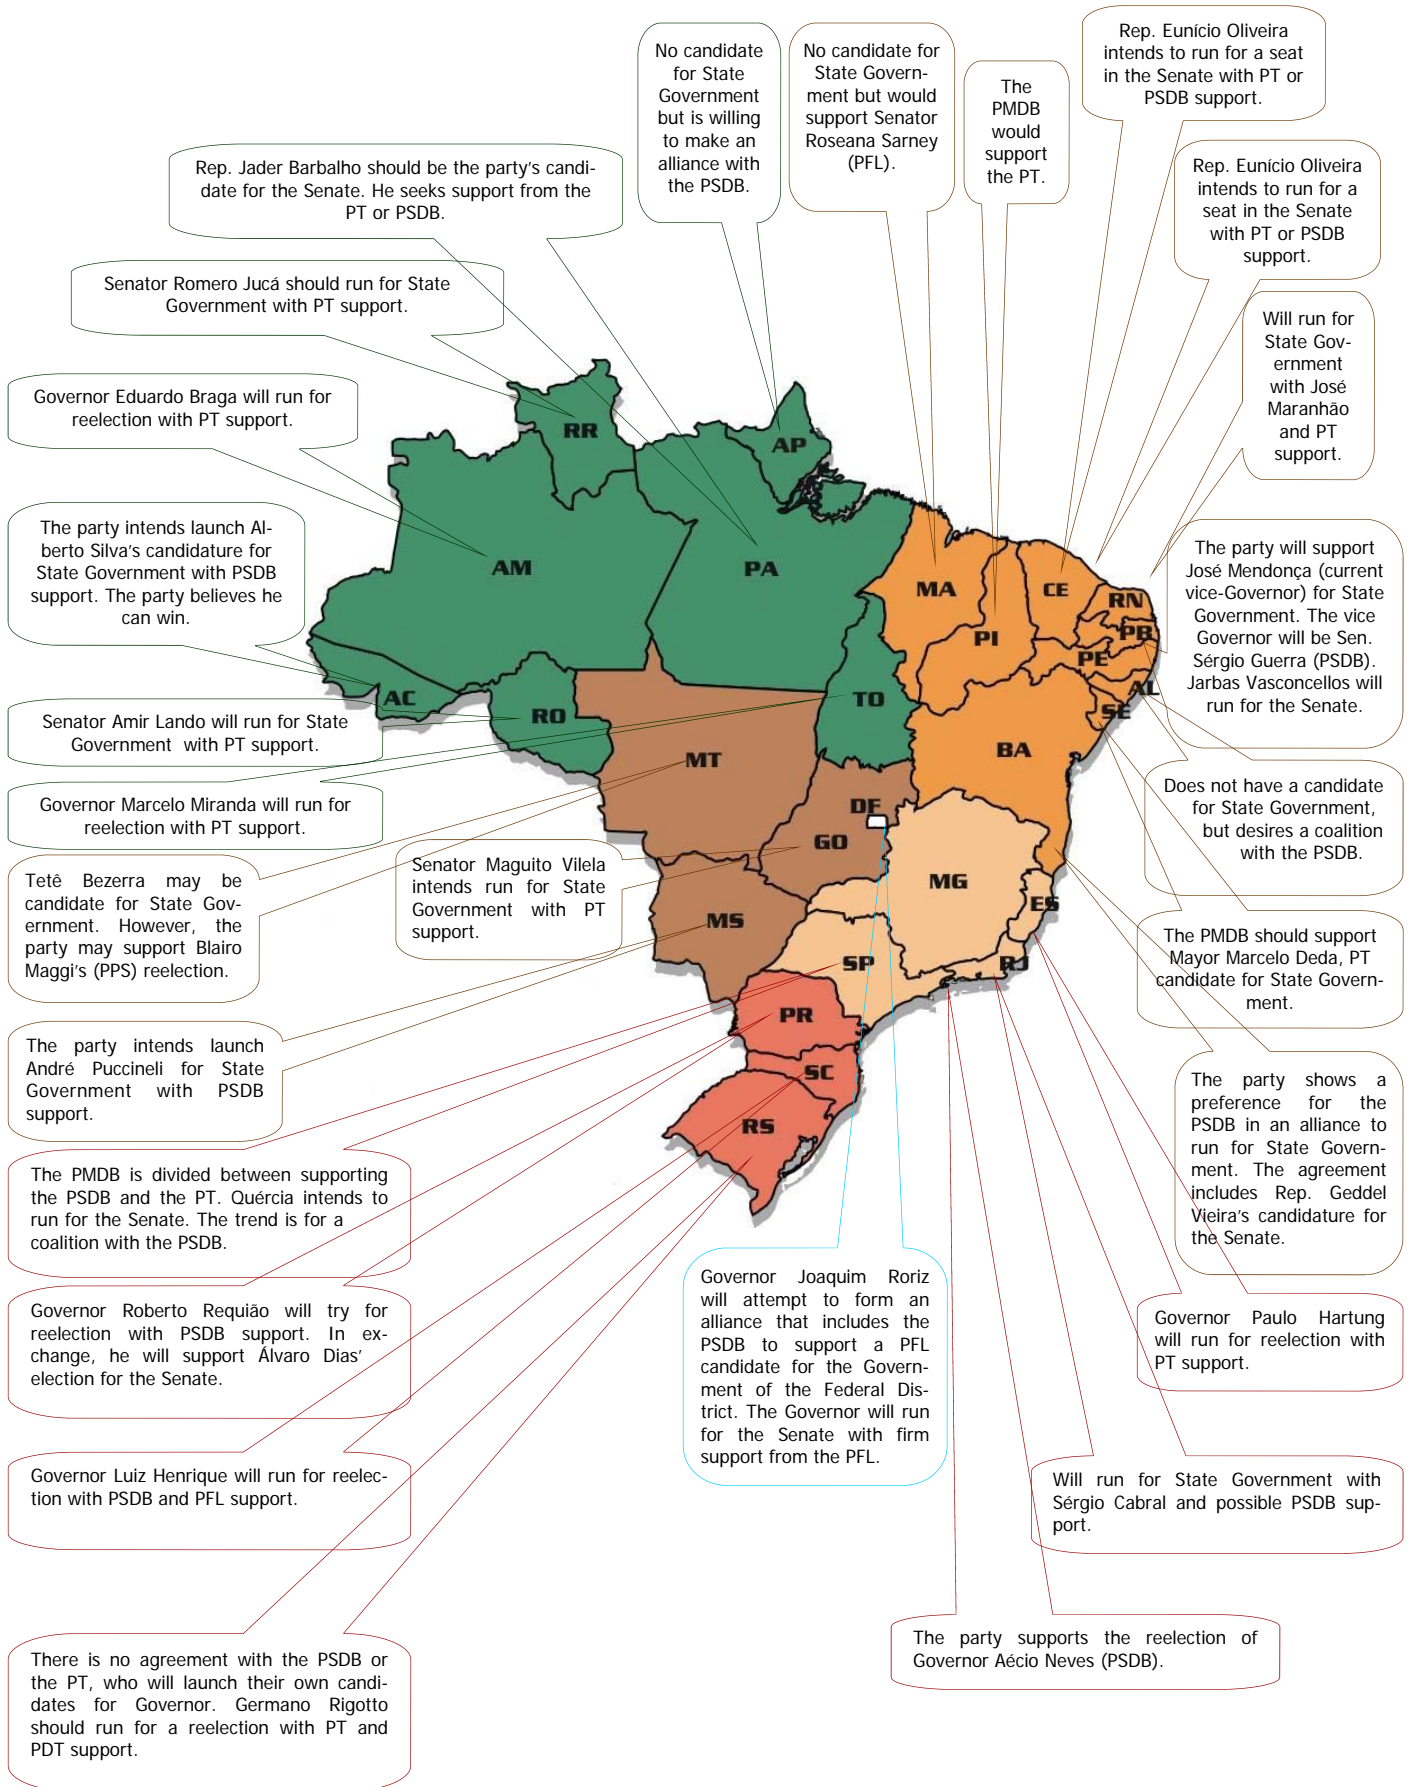 Rep. Eunício Oliveira
intends to run for a seat
in the Senate with PT or
PSDB support.
No candidate
for State
Government
but is willing
to make an
alliance with
the PSDB.
No candidate for
State Govern-
ment but would
support Senator
Roseana Sarney
(PFL).
The
PMDB
would
support
the PT.
Rep. Jader Barbalho should be the party's candi-
date for the Senate. He seeks support from the
PT or PSDB.
Rep. Eunício Oliveira
intends to run for a
seat in the Senate
with PT or PSDB
support.
Senator Romero Jucá should run for State
Government with PT support.
Will run for
State Gov-
ernment
with José
Maranhão
and PT
support.
Governor Eduardo Braga will run for
reelection with PT support.
The party intends launch Al-
berto Silva's candidature for
State Government with PSDB
support. The party believes he
can win.
The party will support
José Mendonça (current
vice-Governor) for State
Government. The vice
Governor will be Sen.
Sérgio Guerra (PSDB).
Jarbas Vasconcellos will
run for the Senate.
RR
AP
AM
PA
MA
CE
RN
PI
PB
PE
AL
AC
RO
TO
SE
BA
MT
DF
GO
MG
ES
MS
SP
RJ
PR
SC
RS
Senator Amir Lando will run for State
Government with PT support.
Governor Marcelo Miranda will run for
reelection with PT support.
Does not have a candidate
for State Government,
but desires a coalition
with the PSDB.
Tetê Bezerra may be
candidate for State Gov-
ernment. However, the
party may support Blairo
Maggi's (PPS) reelection.
Senator Maguito Vilela
intends run for State
Government with PT
support.
The PMDB should support
Mayor Marcelo Deda, PT
candidate for State Govern-
ment.
The party intends launch
André Puccineli for State
Government with PSDB
support.
The party shows a
preference for the
PSDB in an alliance to
run for State Govern-
ment. The agreement
includes Rep. Geddel
Vieira's candidature for
the Senate.
The PMDB is divided between supporting
the PSDB and the PT. Quércia intends to
run for the Senate. The trend is for a
coalition with the PSDB.
Governor Joaquim Roriz
will attempt to form an
alliance that includes the
PSDB to support a PFL
candidate for the Govern-
ment of the Federal Dis-
trict. The Governor will run
for the Senate with firm
support from the PFL.
Governor Roberto Requião will try for
reelection with PSDB support. In ex-
change, he will support Álvaro Dias'
election for the Senate.
Governor Paulo Hartung
will run for reelection with
PT support.
Governor Luiz Henrique will run for reelec-
tion with PSDB and PFL support.
Will run for State Government with
Sérgio Cabral and possible PSDB sup-
port.
The party supports the reelection of
Governor Aécio Neves (PSDB).
There is no agreement with the PSDB or
the PT, who will launch their own candi-
dates for Governor. Germano Rigotto
should run for a reelection with PT and
PDT support.